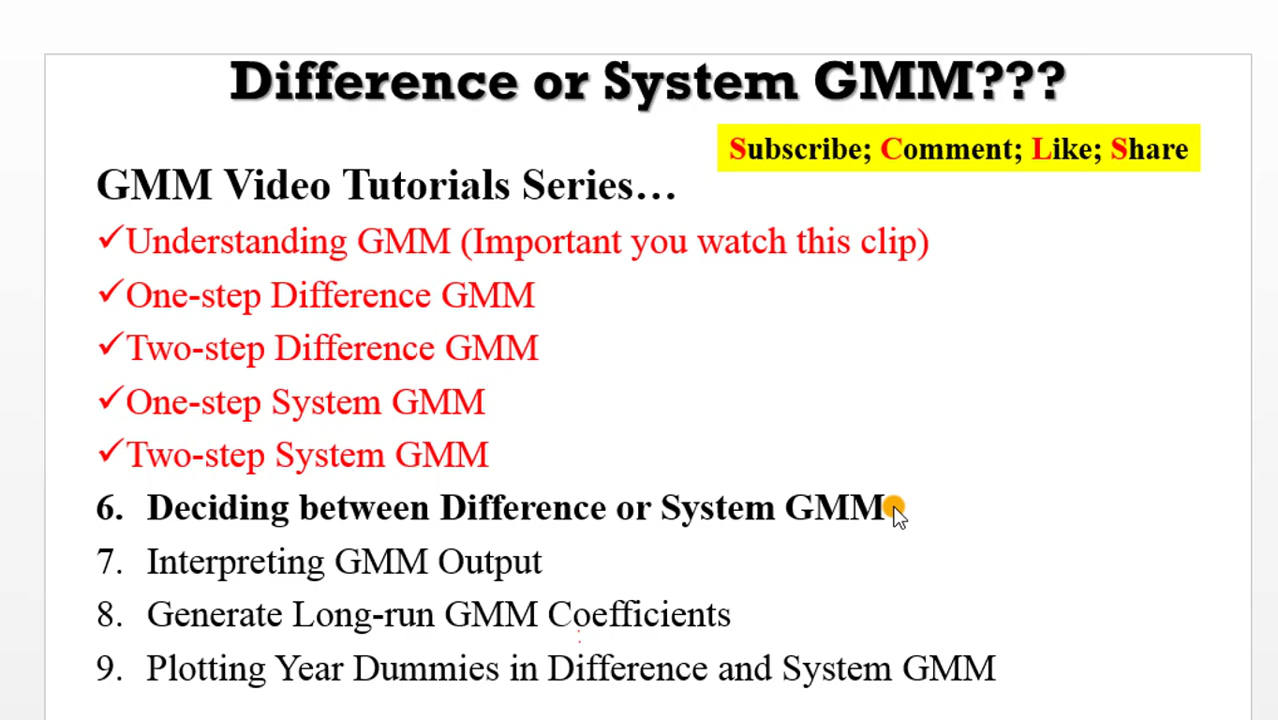 Difference or System GMM???
Subscribe; Comment; Like; Share
GMM Video Tutorials Series…
✓Understanding GMM (Important you watch this clip)
✓One-step Difference GMM
✓Two-step Difference GMM
✓One-step System GMM
✓Two-step System GMM
6. Deciding between Difference or System GMM
7. Interpreting GMM Output
8. Generate Long-run GMM Coefficients
9. Plotting Year Dummies in Difference and System GMM